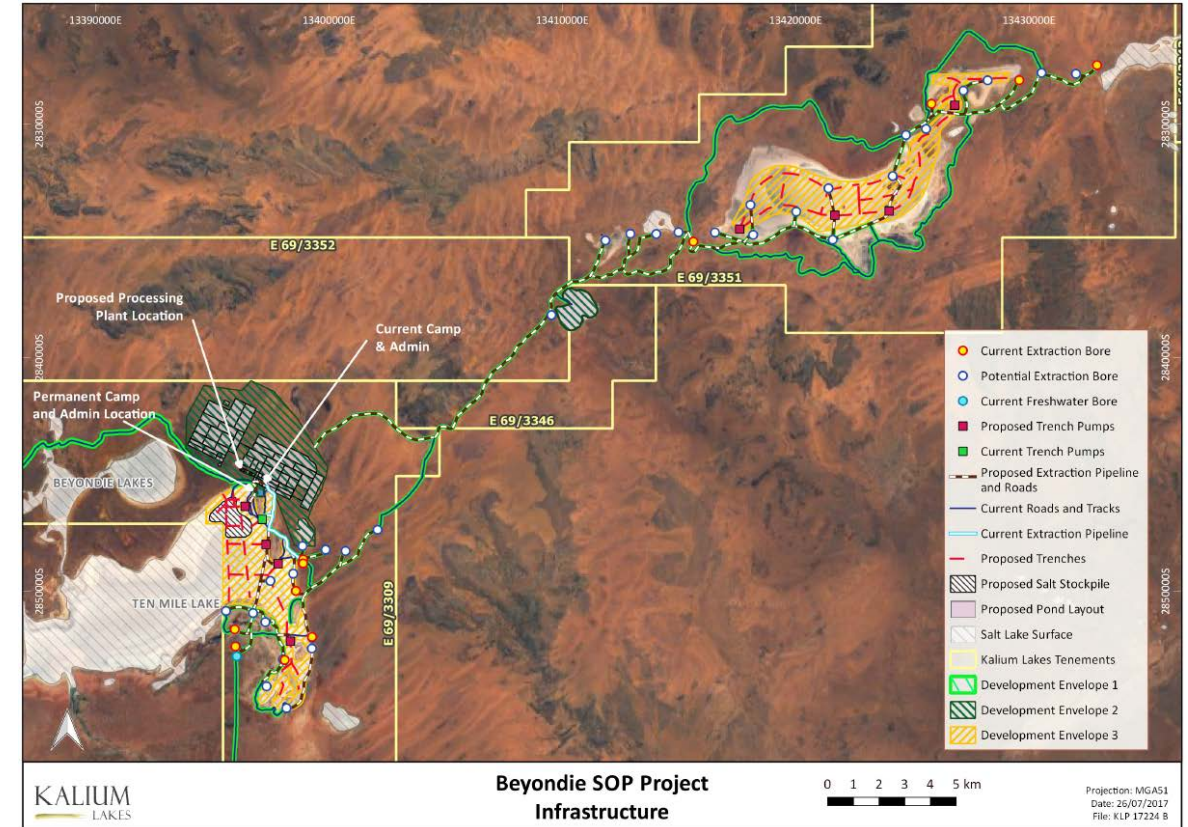 13390000E
13400000E
13410000E
13420000E
13430000E
2830000S
2830000S
E 69/3352
E 69/3351
Proposed Processing
Plant Location
Current Camp
& Admin
2840000S
2840000S
Permanent Camp
and Admin Location
E 69/3346
BEYONDIE LAKES
TEN MILE LAKE
2850000S
2850000S
E 69/3309
Current Extraction Bore
Potential Extraction Bore
Current Freshwater Bore
Proposed Trench Pumps
Current Trench Pumps
Proposed Extraction Pipeline
and Roads
Current Roads and Tracks
Current Extraction Pipeline
Proposed Trenches
Proposed Salt Stockpile
Proposed Pond Layout
Salt Lake Surface
Kalium Lakes Tenements
Development Envelope 1
Development Envelope 2
Development Envelope 3
KALIUM
LAKES
Beyondie SOP Project
Infrastructure
0 1 2 3 4 5 km
Projection: MGA51
Date: 26/07/2017
File: KLP 17224 B